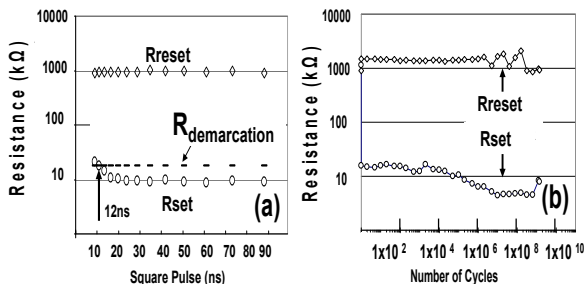 10000
1000
100
10
Resistance (kΩ)
Rreset
Rdemarcation
12ns
Rset
(a)
10 20 30 40 50 60 70 80 90
Square Pulse (ns)
10000
1000
100
10
Resistance (kΩ)
Rreset
Rset
(b)
1x10 2 1x10 4 1x10 6 1x10 8 1x10 10
Number of Cycles